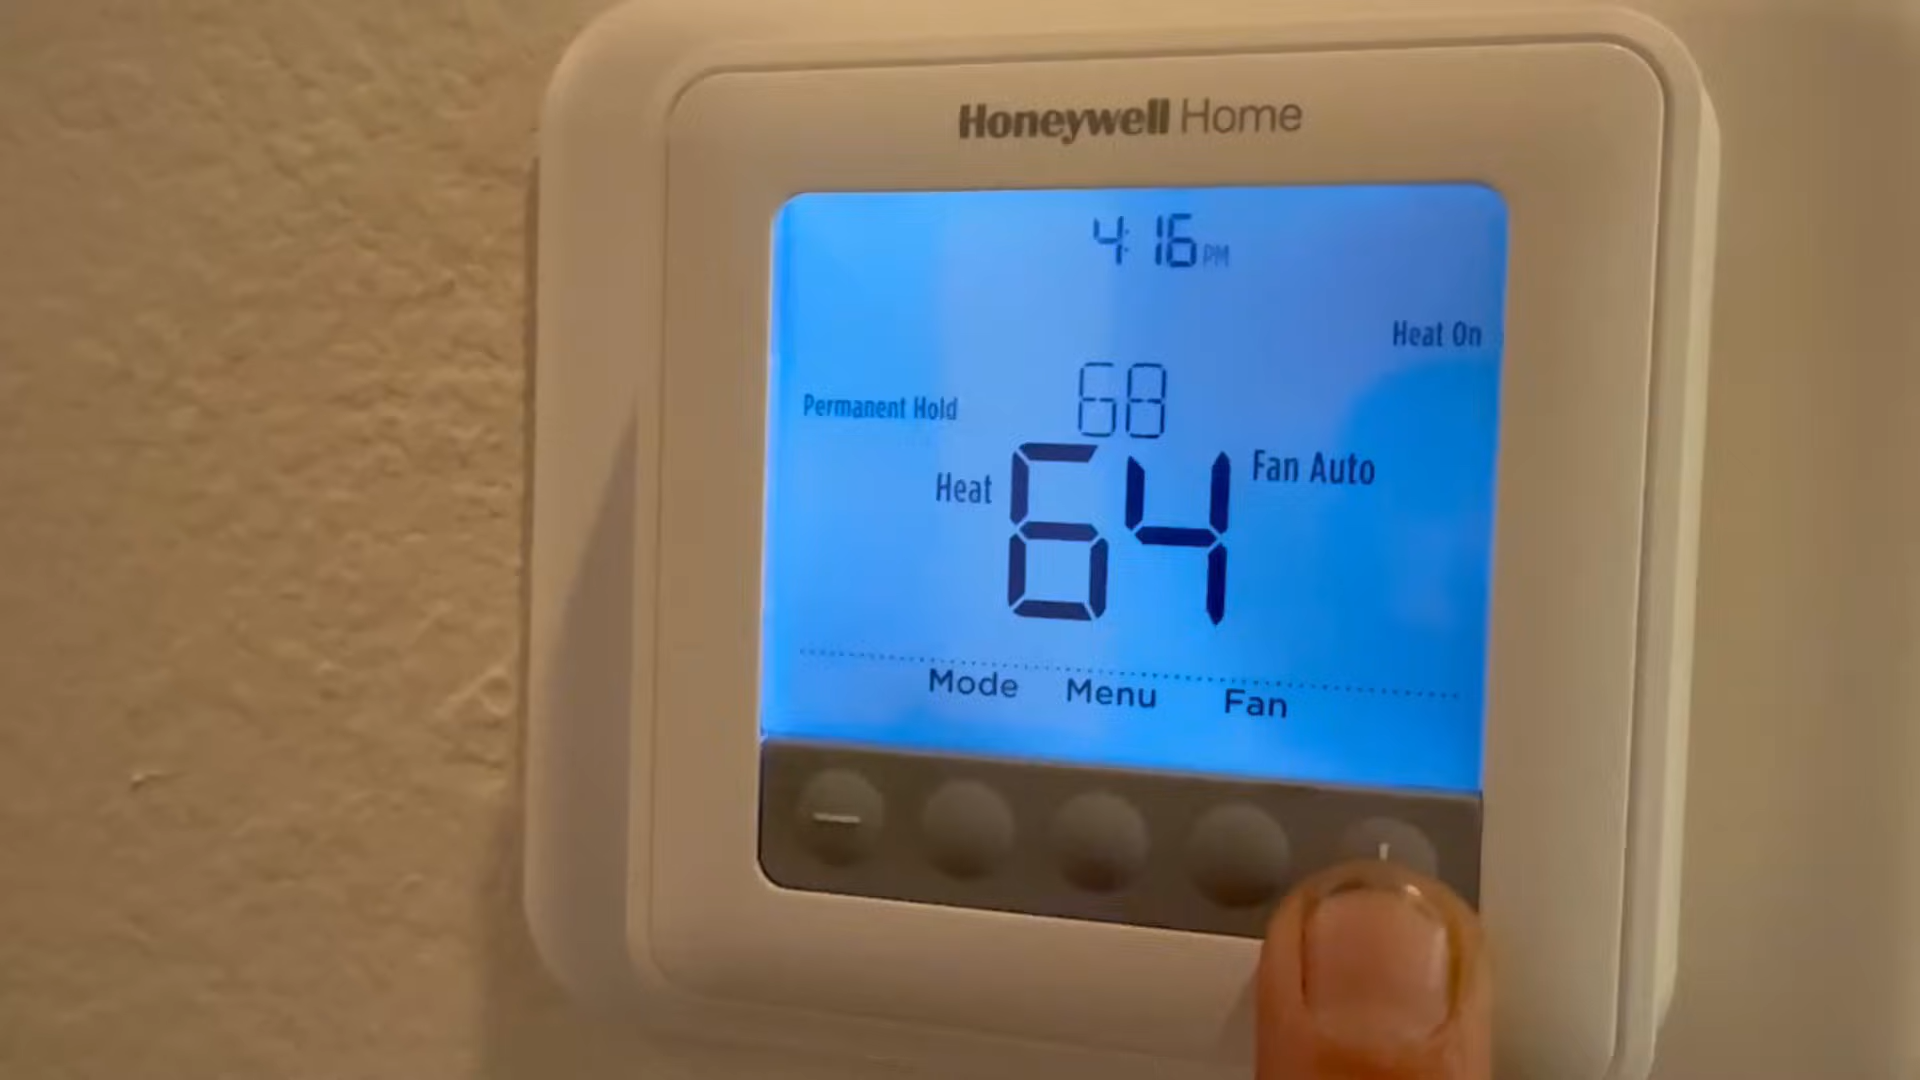 Honeywell Home
4:16 PM
Heat On
68
Permanent Hold
Heat 64 Fan Auto
Mode Menu Fan